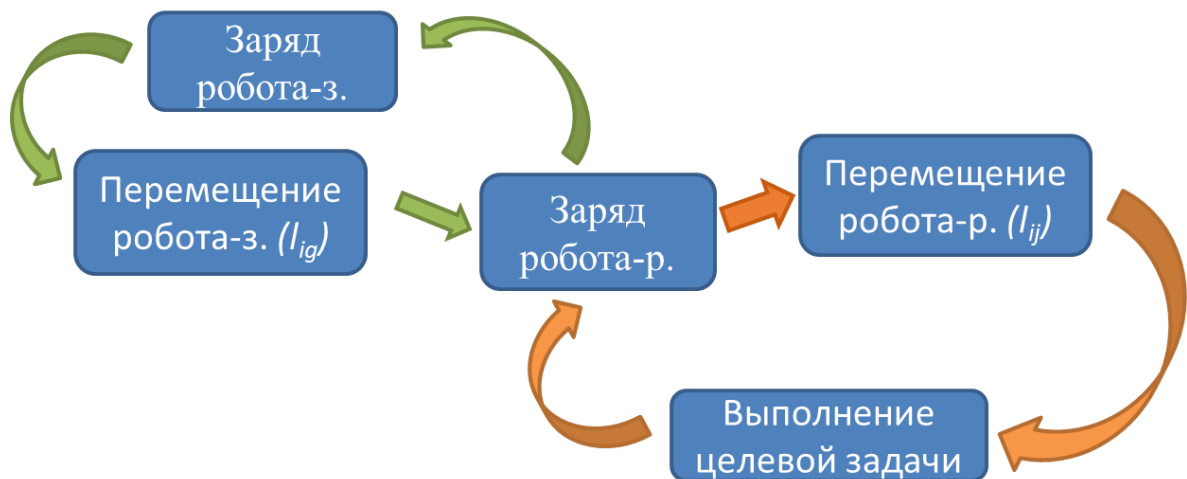 Заряд
робота-з.
Перемещение
робота-з. (l_ig)
Заряд
робота-р.
Перемещение
робота-р. (l_ij)
Выполнение
целевой задачи